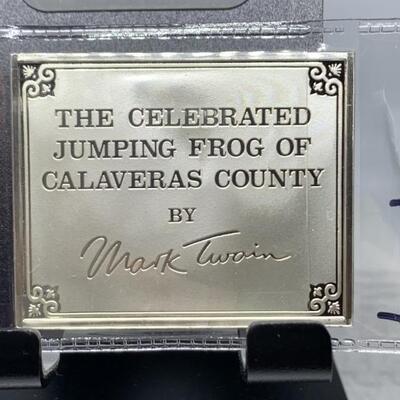 THE CELEBRATED
JUMPING FROG OF
CALAVERAS COUNTY
BY
Mark Twain